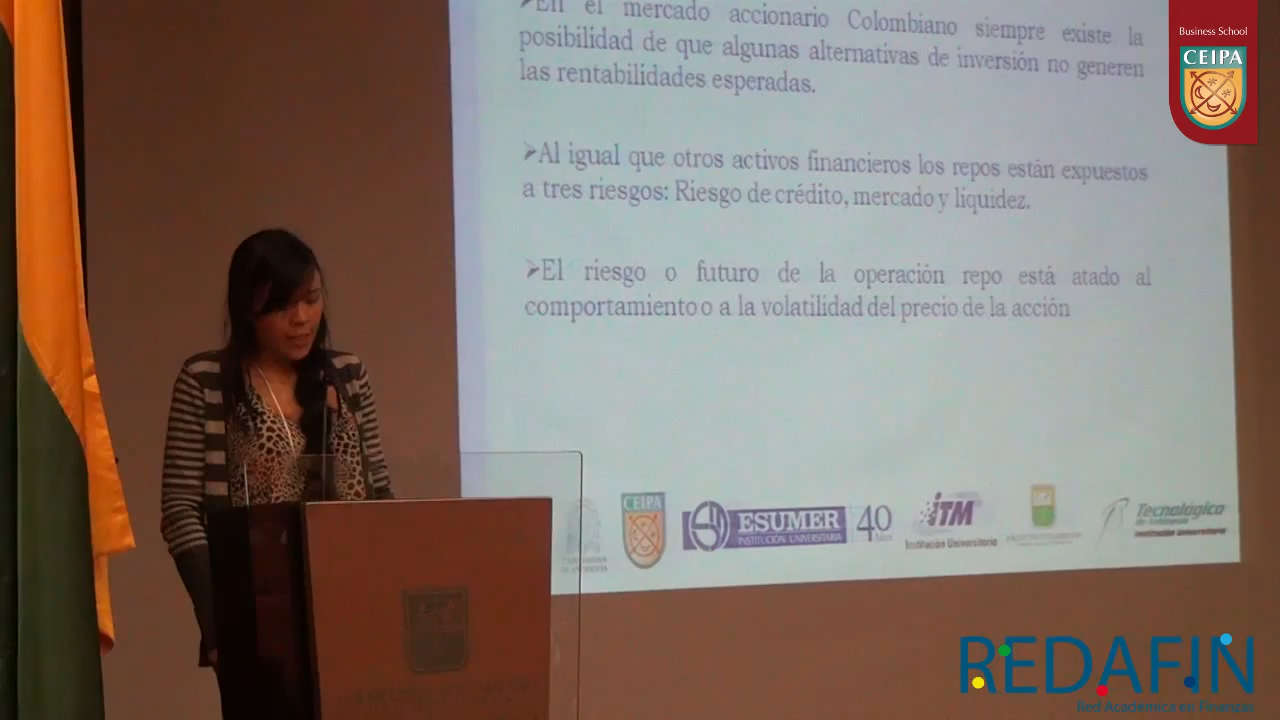 En el mercado accionario Colombiano siempre existe la
posibilidad de que algunas alternativas de inversión no generen
las rentabilidades esperadas.
➢Al igual que otros activos financieros los repos están expuestos
a tres riesgos: Riesgo de crédito, mercado y liquidez.
➢El riesgo o futuro de la operación repo está atado al
comportamiento o a la volatilidad del precio de la acción
Business School
CEIPA
CEIPA
ESUMER
INSTITUCIÓN UNIVERSITARIA
40
Años
iTM
Institución Universitaria
Tecnológico
de Antioquia
Institución Universitaria
REDAFIN
Red Académica en Finanzas